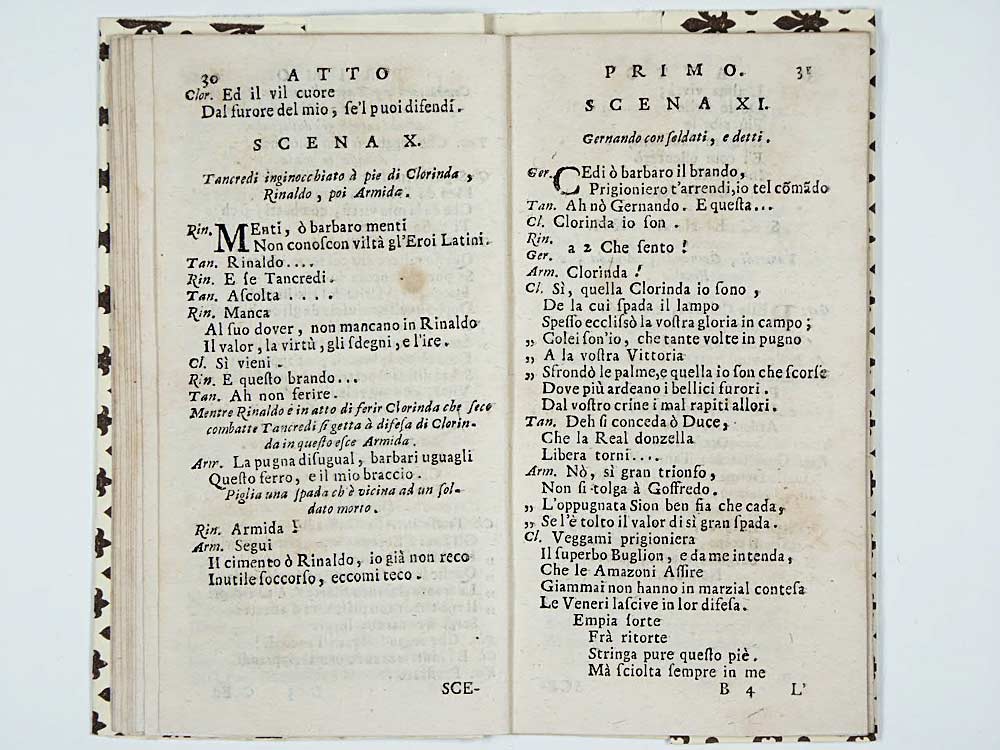 30 ATTO
Clor. Ed il vil cuore
Dal furore del mio, ſe'l puoi difendi.
SCENA X.
Tancredi inginocchiato à pie di Clorinda,
Rinaldo, poi Armida.
Rin. MEnti, ò barbaro menti
Non conoſcon viltà gl'Eroi Latini.
Tan. Rinaldo....
Rin. E ſe Tancredi.
Tan. Aſcolta .....
Rin. Manca
Al ſuo dover, non mancano in Rinaldo
Il valor, la virtù, gli ſdegni, e l'ire.
Cl. Sì vieni.
Rin. E queſto brando...
Tan. Ah non ferire.
Mentre Rinaldo è in atto di ferir Clorinda che ſeco
combatte Tancredi ſi getta à difeſa di Clorin-
da in queſto eſce Armida.
Arm. La pugna diſugual, barbari uguagli
Queſto ferro, e il mio braccio.
Piglia una ſpada ch'è vicina ad un ſol-
dato morto.
Rin. Armida!
Arm. Segui
Il cimento ò Rinaldo, io già non reco
Inutile ſoccorſo, eccomi teco.
SCE-
PRIMO. 31
SCENA XI.
Gernando con ſoldati, e detti.
Ger. CEdi ò barbaro il brando,
Prigioniero t'arrendi, io tel cõmãdo
Tan. Ah nò Gernando. E queſta...
Cl. Clorinda io ſon.
Rin.
a 2 Che ſento!
Ger.
Arm. Clorinda!
Cl. Sì, quella Clorinda io ſono,
De la cui ſpada il lampo
Speſſo eccliſsò la voſtra gloria in campo;
„ Colei ſon'io, che tante volte in pugno
„ A la voſtra Vittoria
„ Sfrondò le palme, e quella io ſon che ſcorſe
Dove più ardeano i bellici furori.
Dal voſtro crine i mal rapiti allori.
Tan. Deh ſi conceda ò Duce,
Che la Real donzella
Libera torni....
Arm. Nò, sì gran trionfo,
Non ſi tolga à Goffredo.
„ L'oppugnata Sion ben fia che cada,
„ Se l'è tolto il valor di sì gran ſpada.
Cl. Veggami prigioniera
Il ſuperbo Buglion, e da me intenda,
Che le Amazoni Aſſire
Giammai non hanno in marzial conteſa
Le Veneri laſcive in lor difeſa.
Empia ſorte
Frà ritorte
Stringa pure queſto piè.
Mà ſciolta ſempre in me
B 4 L'